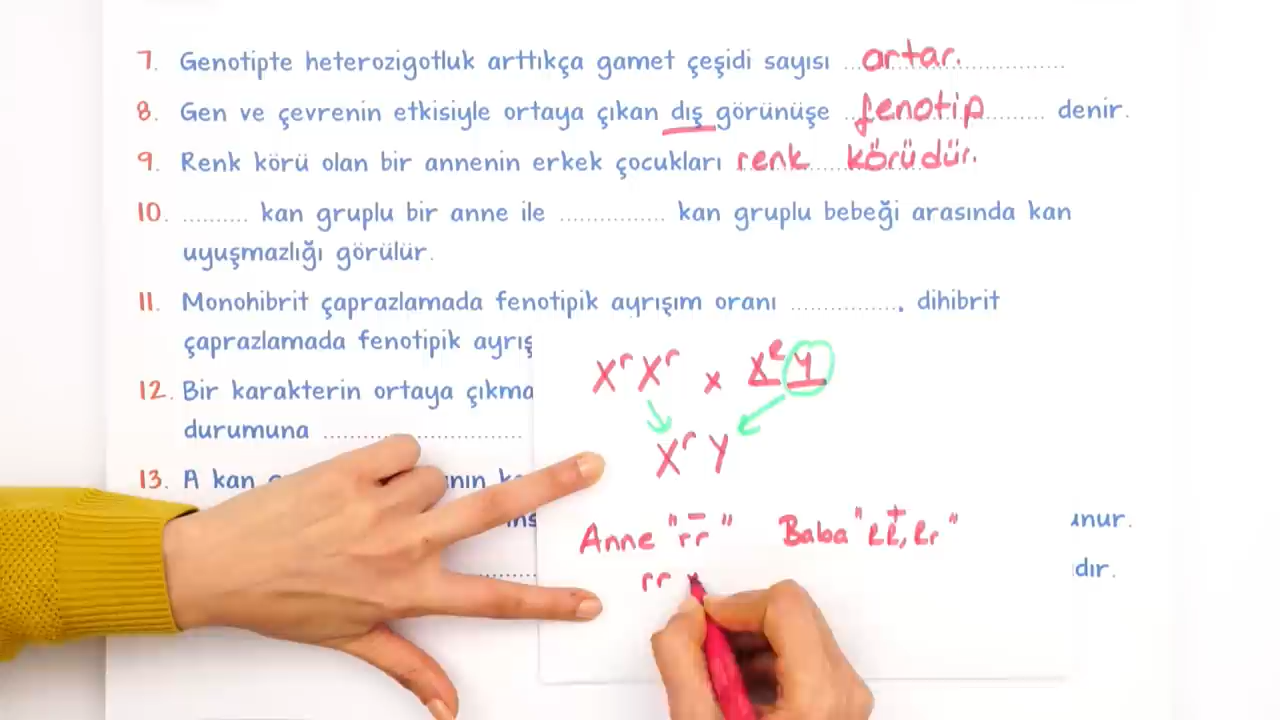 7. Genotipte heterozigotluk arttıkça gamet çeşidi sayısı artar.
8. Gen ve çevrenin etkisiyle ortaya çıkan dış görünüşe fenotip denir.
9. Renk körü olan bir annenin erkek çocukları renk körüdür.
10. .......... kan gruplu bir anne ile ................ kan gruplu bebeği arasında kan
uyuşmazlığı görülür.
11. Monohibrit çaprazlamada fenotipik ayrışım oranı ................, dihibrit
çaprazlamada fenotipik ayrış
XʳXʳ x XᴿY
12. Bir karakterin ortaya çıkma
durumuna ..............................
XʳY
13. A kan
Anne "rr⁻" Baba "RR⁺, Rr"
unur.
rr x
dır.